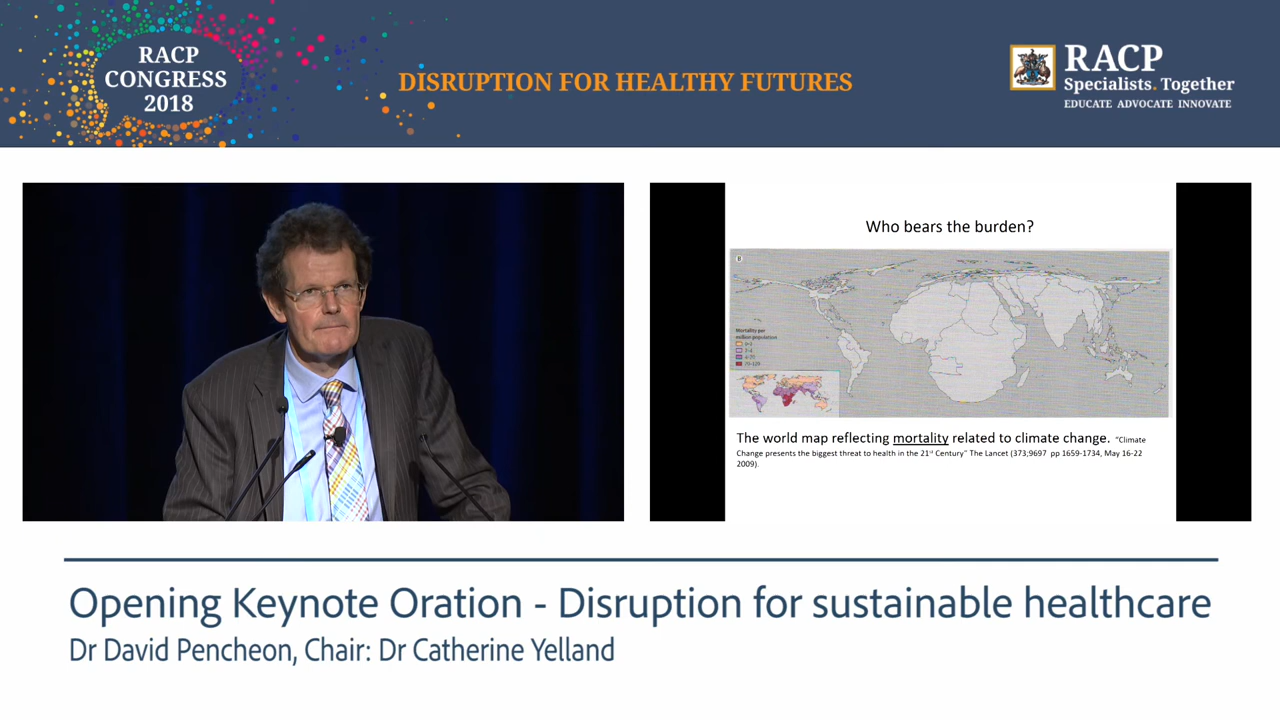 RACP
CONGRESS
2018
DISRUPTION FOR HEALTHY FUTURES
RACP
Specialists. Together
EDUCATE ADVOCATE INNOVATE
Who bears the burden?
B
Mortality per
million population
The world map reflecting mortality related to climate change. "Climate
Change presents the biggest threat to health in the 21st Century" The Lancet (373;9697 pp 1659-1734, May 16-22
2009).
Opening Keynote Oration - Disruption for sustainable healthcare
Dr David Pencheon, Chair: Dr Catherine Yelland